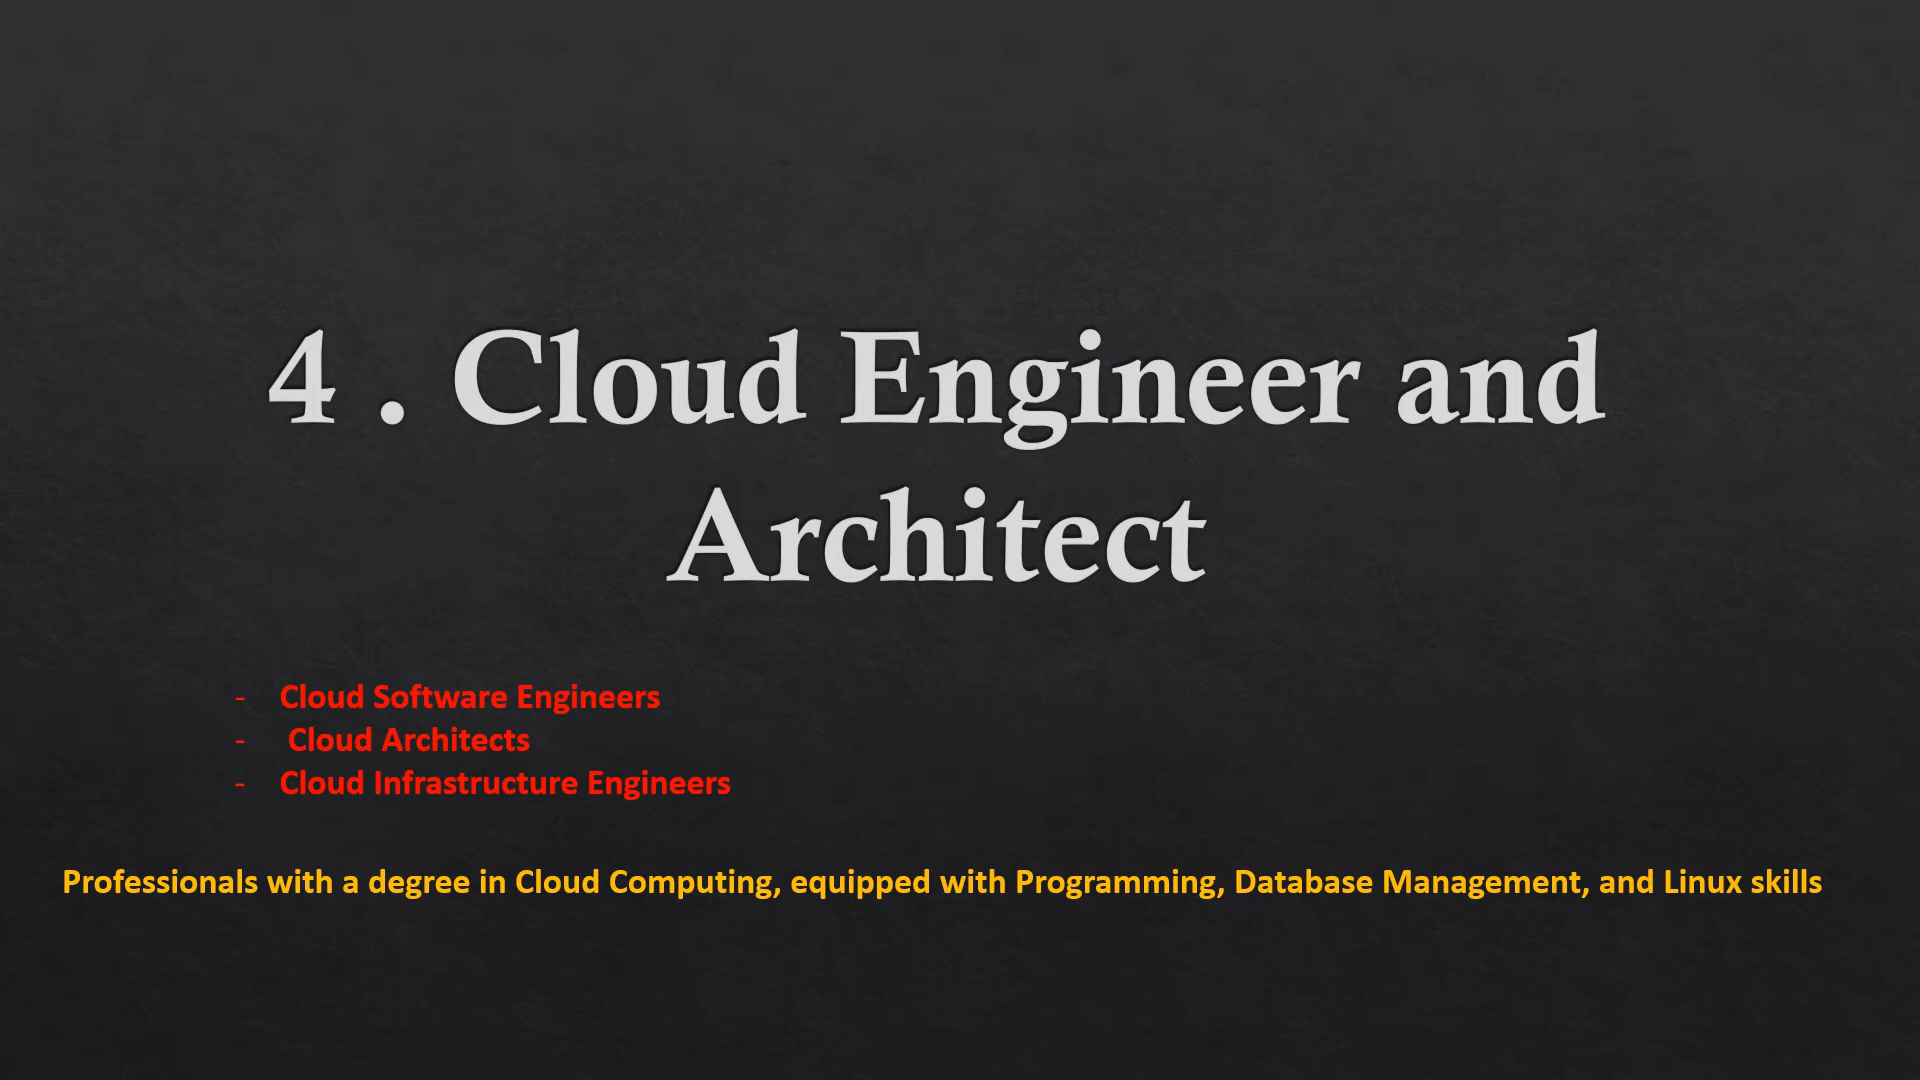 4 . Cloud Engineer and
Architect
- Cloud Software Engineers
- Cloud Architects
- Cloud Infrastructure Engineers
Professionals with a degree in Cloud Computing, equipped with Programming, Database Management, and Linux skills